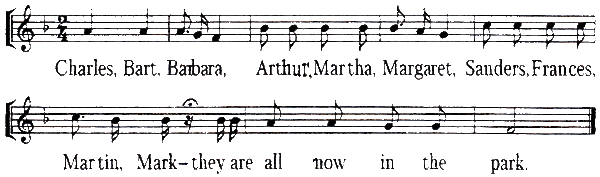 Charles, Bart. Barbara, Arthur, Martha, Margaret, Sanders, Frances,
Martin, Mark-they are all now in the park.